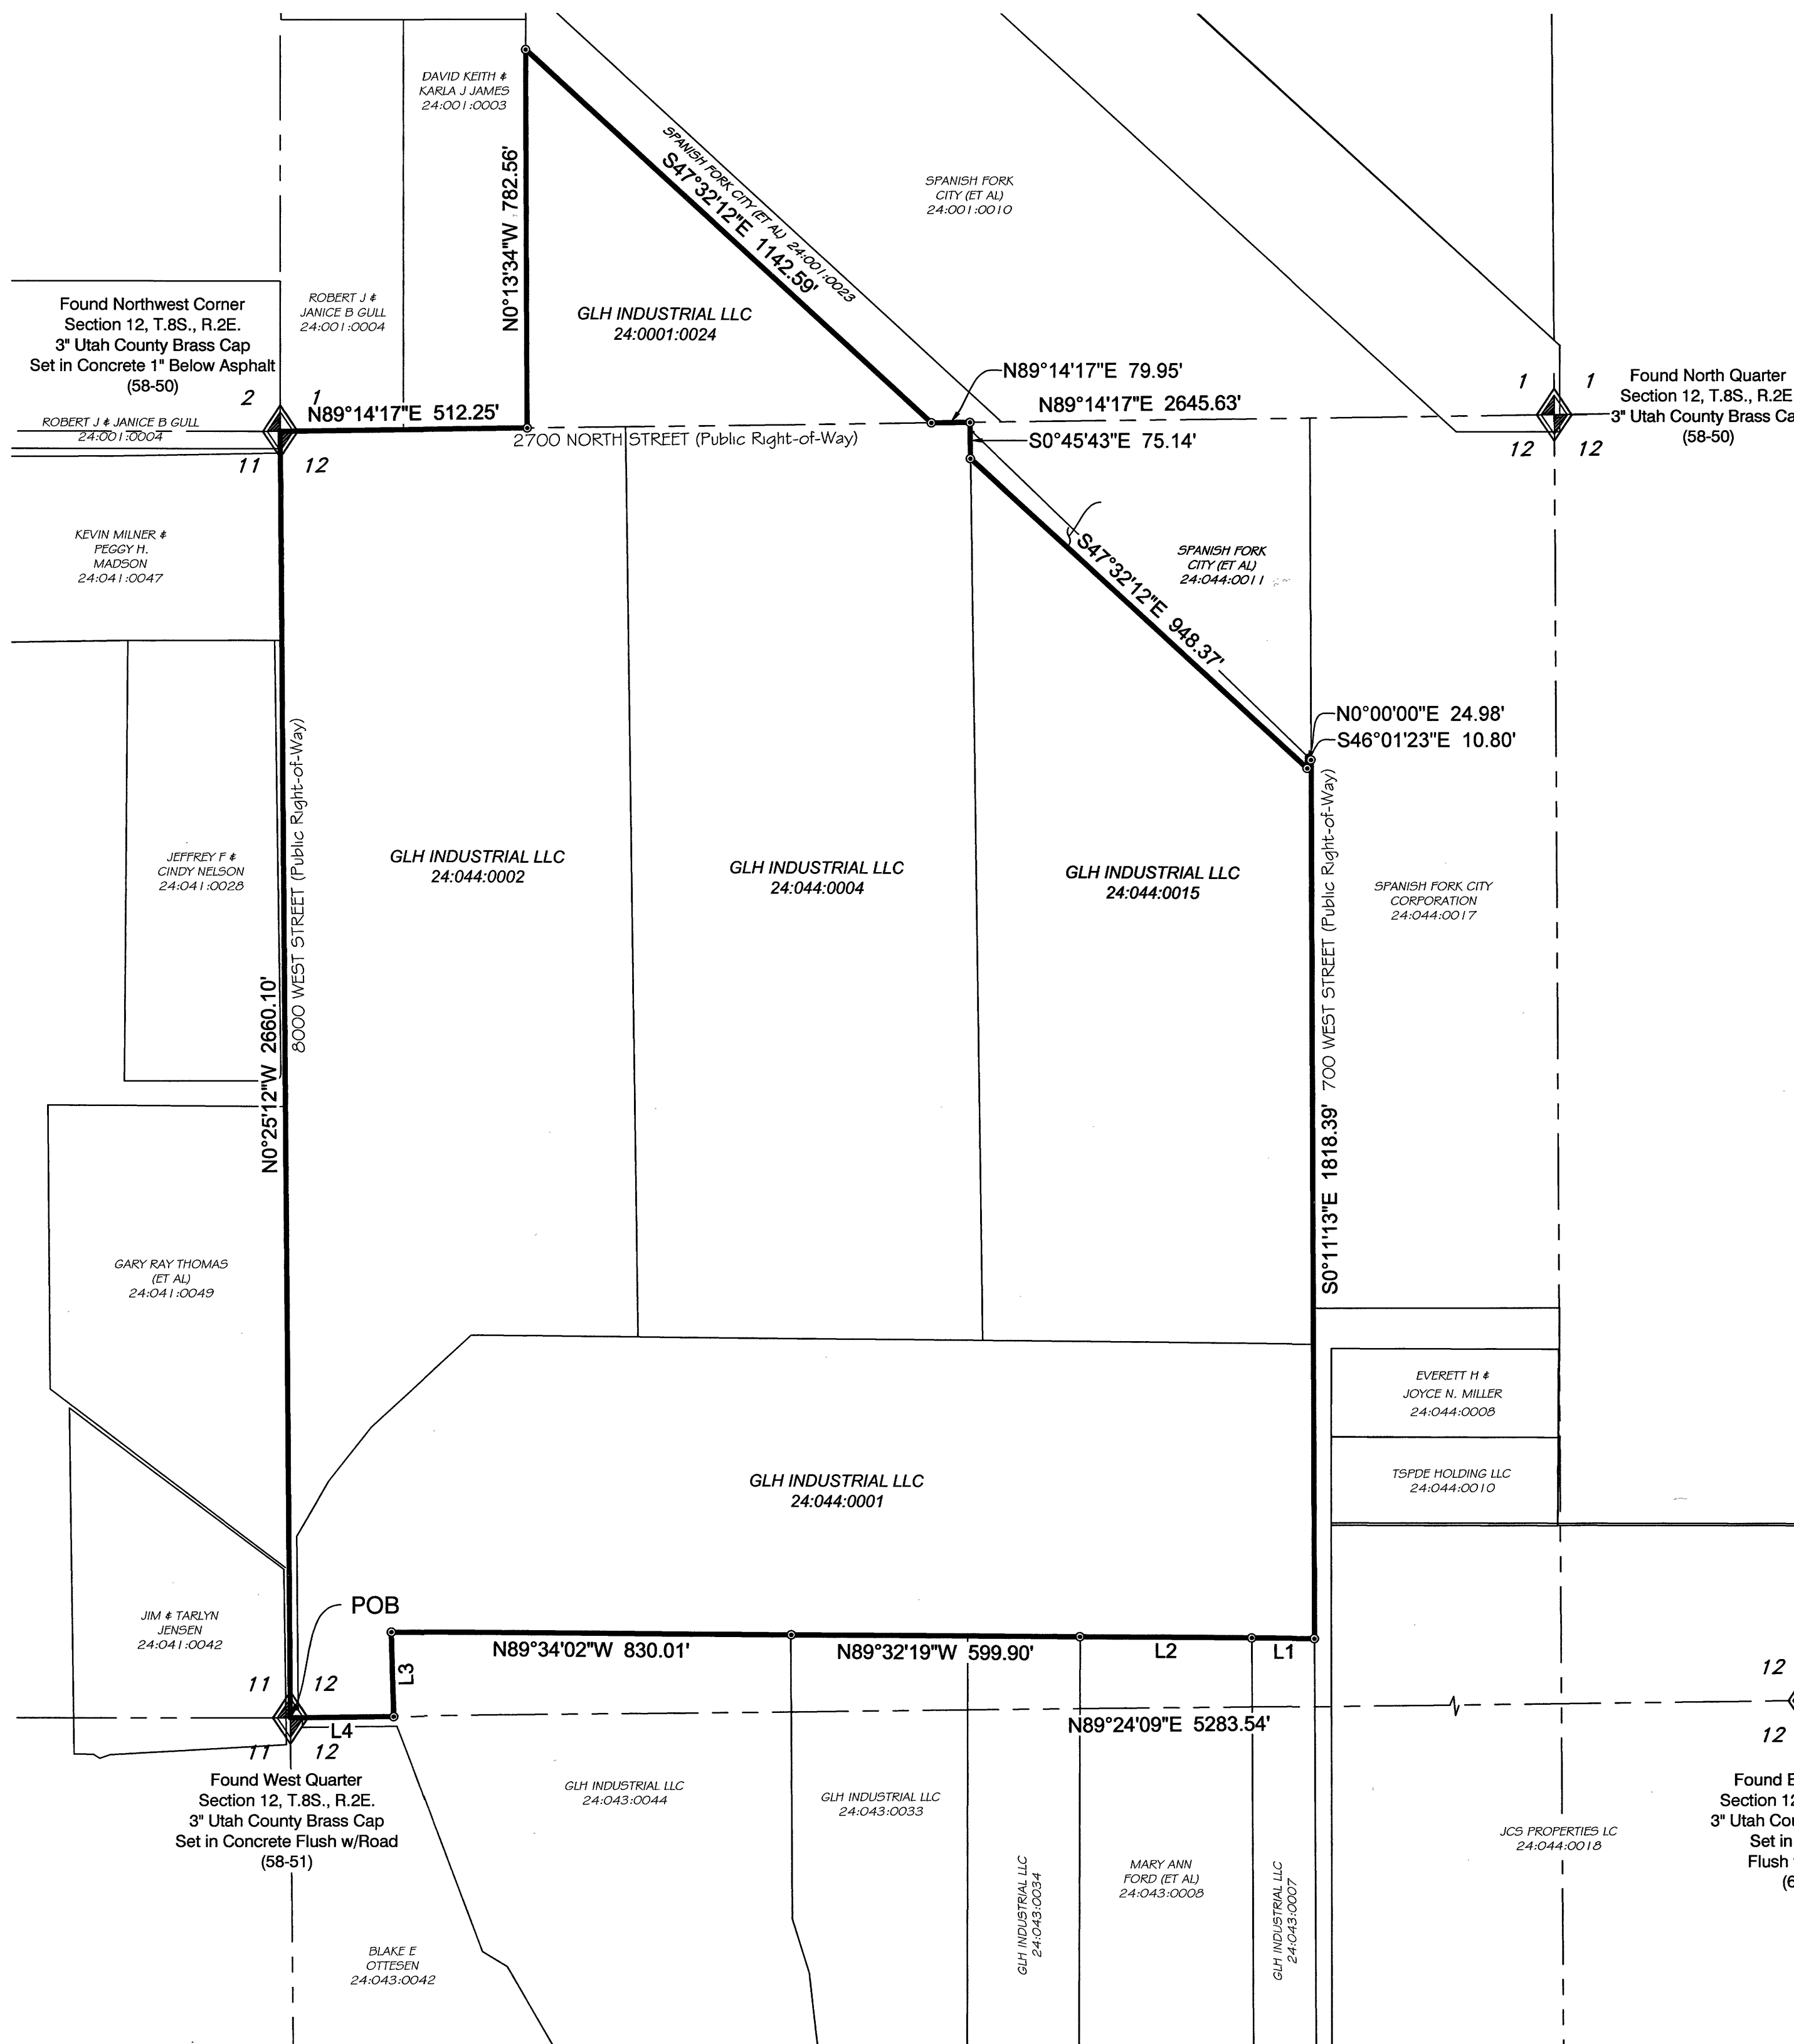 DAVID KEITH &
KARLA J JAMES
24:001:0003
N0°13'34"W 782.56'
SPANISH FORK CITY (ET AL) 24:001:0023
S47°32'12"E 1142.59'
SPANISH FORK
CITY (ET AL)
24:001:0010
Found Northwest Corner
Section 12, T.8S., R.2E.
3" Utah County Brass Cap
Set in Concrete 1" Below Asphalt
(58-50)
ROBERT J &
JANICE B GULL
24:001:0004
GLH INDUSTRIAL LLC
24:0001:0024
N89°14'17"E 79.95'
N89°14'17"E 2645.63'
Found North Quarter
Section 12, T.8S., R.2E
3" Utah County Brass Ca
(58-50)
2
1
1
1
ROBERT J & JANICE B GULL
24:001:0004
N89°14'17"E 512.25'
2700 NORTH STREET (Public Right-of-Way)
S0°45'43"E 75.14'
11
12
12
12
KEVIN MILNER &
PEGGY H.
MADSON
24:041:0047
S47°32'12"E 948.37'
SPANISH FORK
CITY (ET AL)
24:044:0011
N0°00'00"E 24.98'
S46°01'23"E 10.80'
8000 WEST STREET (Public Right-of-Way)
N0°25'12"W 2660.10'
700 WEST STREET (Public Right-of-Way)
S0°11'13"E 1818.39'
JEFFREY F &
CINDY NELSON
24:041:0028
GLH INDUSTRIAL LLC
24:044:0002
GLH INDUSTRIAL LLC
24:044:0004
GLH INDUSTRIAL LLC
24:044:0015
SPANISH FORK CITY
CORPORATION
24:044:0017
GARY RAY THOMAS
(ET AL)
24:041:0049
EVERETT H &
JOYCE N. MILLER
24:044:0008
GLH INDUSTRIAL LLC
24:044:0001
TSPDE HOLDING LLC
24:044:0010
JIM & TARLYN
JENSEN
24:041:0042
POB
N89°34'02"W 830.01'
N89°32'19"W 599.90'
L2
L1
L3
11
12
12
L4
N89°24'09"E 5283.54'
11
12
12
Found West Quarter
Section 12, T.8S., R.2E.
3" Utah County Brass Cap
Set in Concrete Flush w/Road
(58-51)
GLH INDUSTRIAL LLC
24:043:0044
GLH INDUSTRIAL LLC
24:043:0033
GLH INDUSTRIAL LLC
24:043:0034
MARY ANN
FORD (ET AL)
24:043:0008
GLH INDUSTRIAL LLC
24:043:0007
JCS PROPERTIES LC
24:044:0018
Found E
Section 12
3" Utah Cou
Set in
Flush
(6
BLAKE E
OTTESEN
24:043:0042